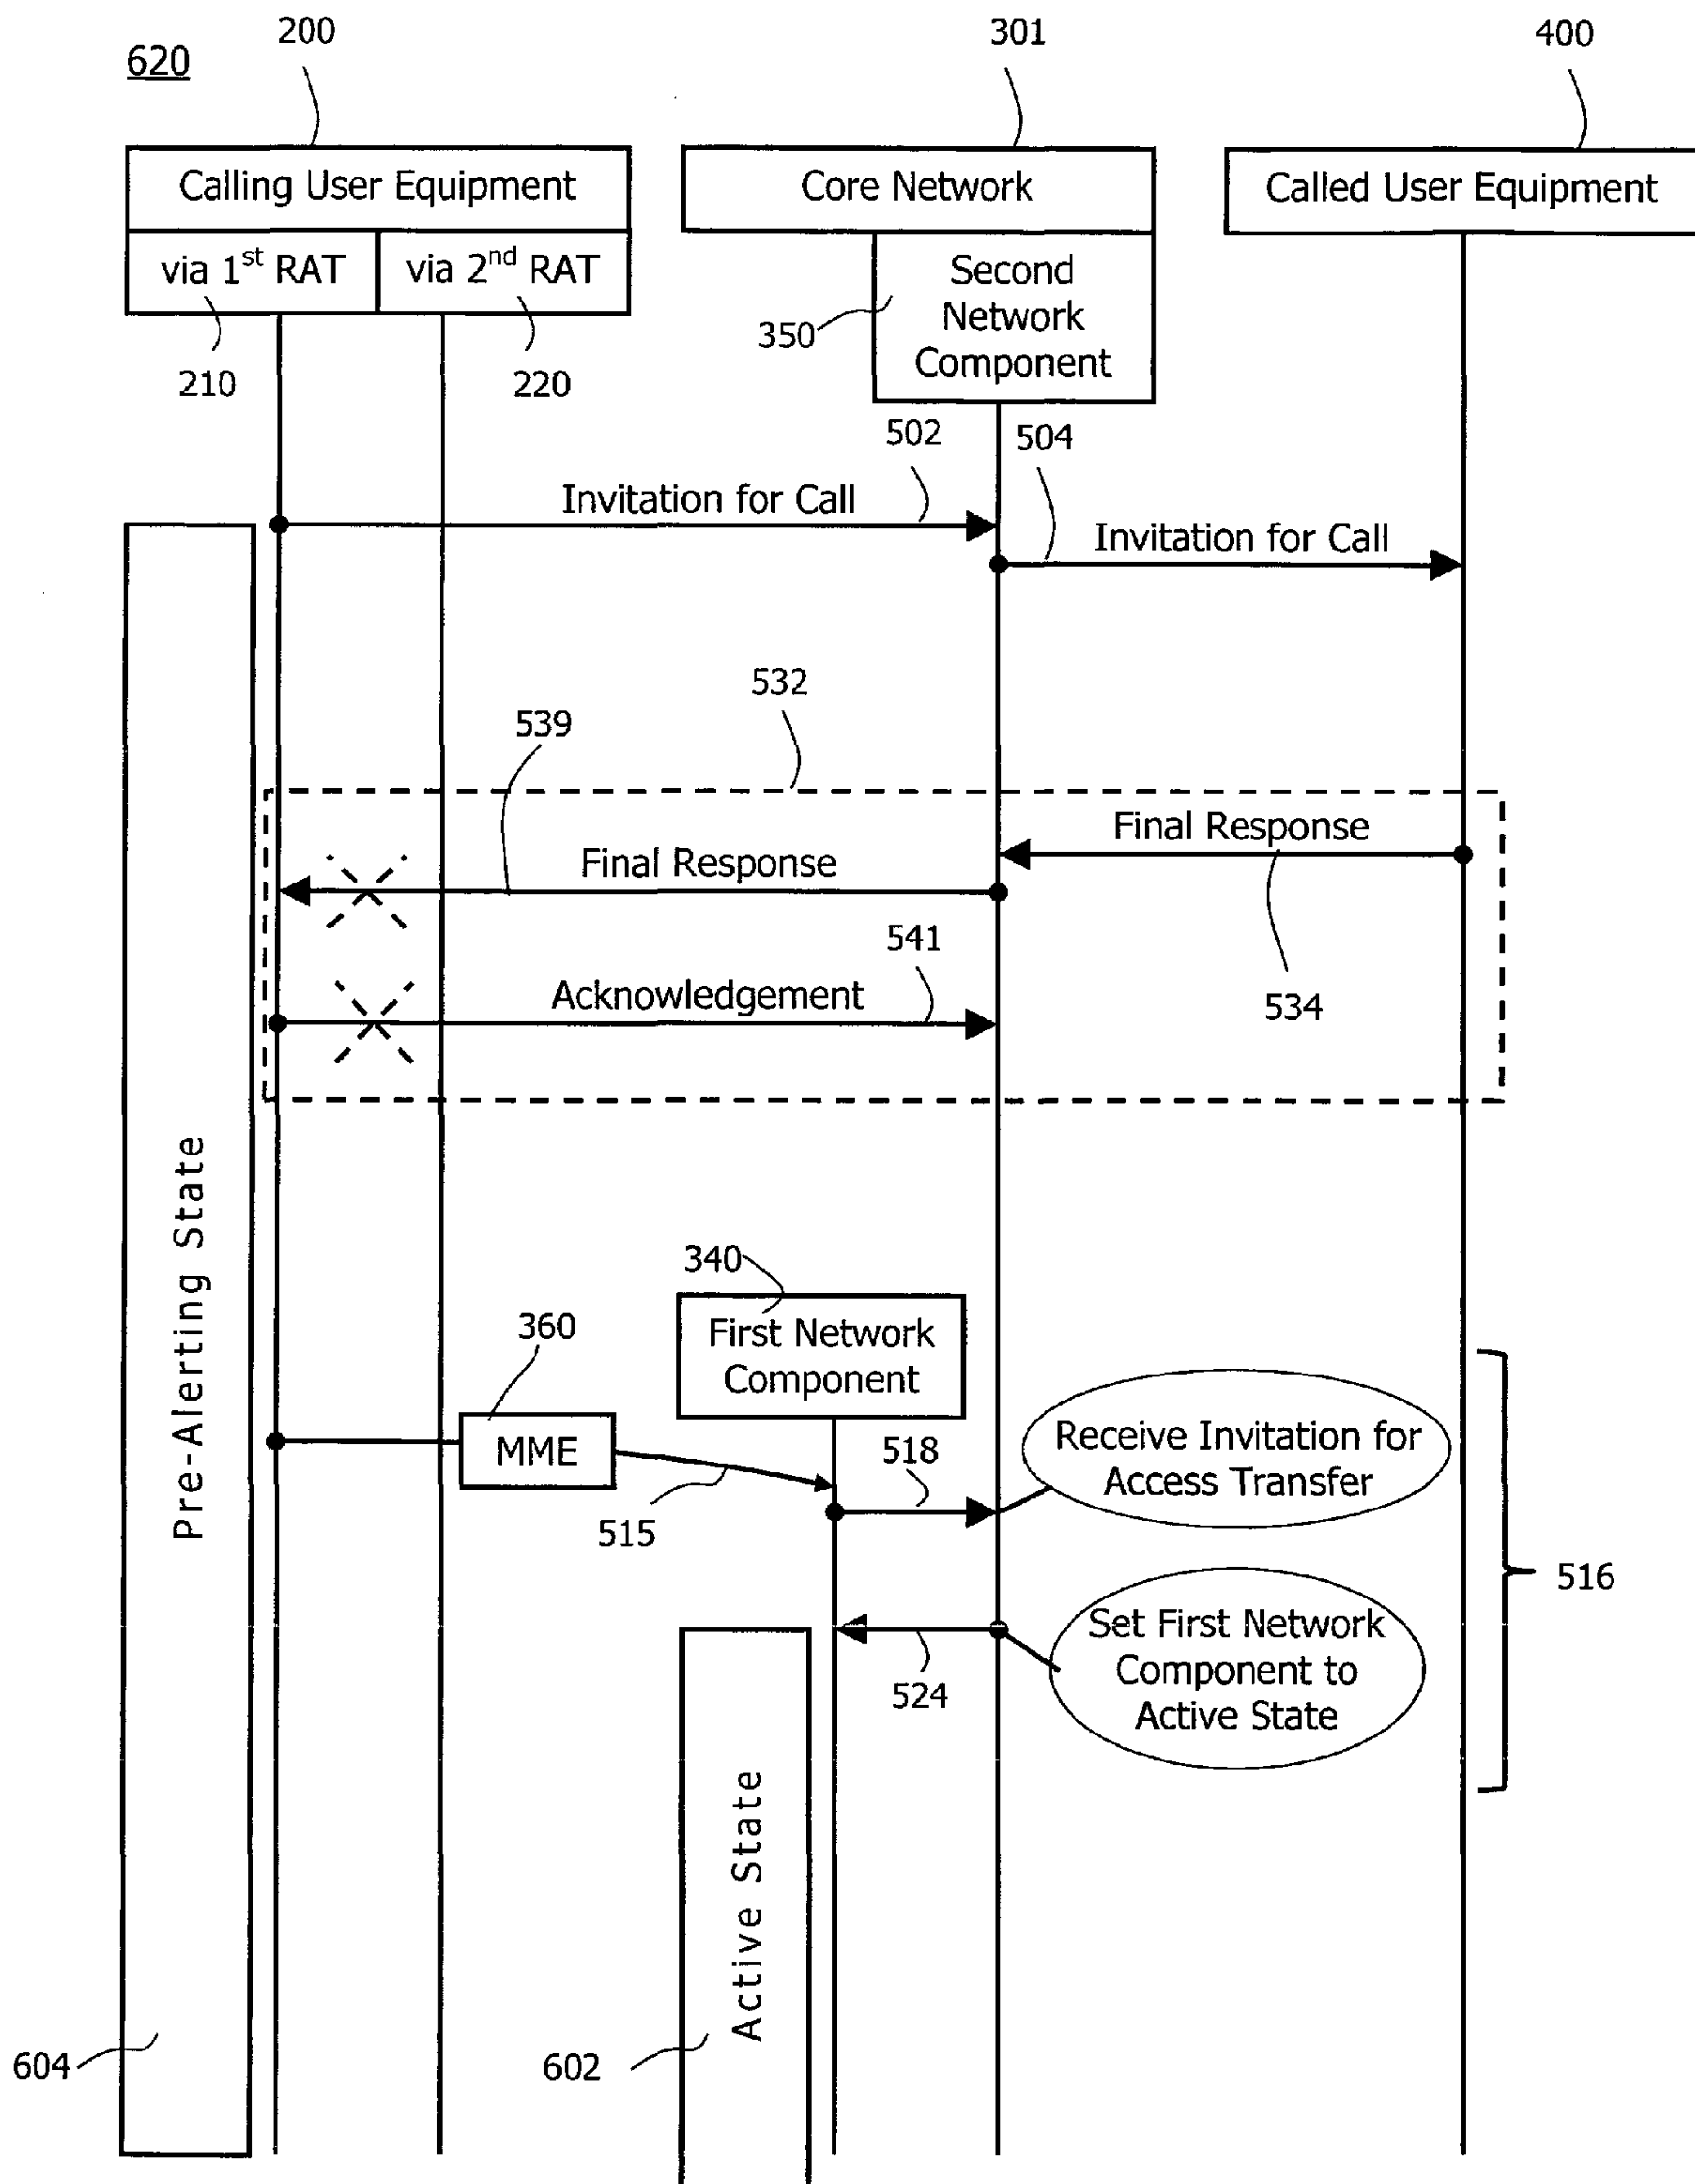 620
200
301
400
Calling User Equipment
Core Network
Called User Equipment
via 1st RAT
via 2nd RAT
Second
Network
Component
350
210
220
502
504
Invitation for Call
Invitation for Call
532
539
Final Response
Final Response
541
Acknowledgement
534
Pre-Alerting State
340
First Network
Component
360
MME
518
Receive Invitation for
Access Transfer
515
516
Set First Network
Component to
Active State
524
Active State
604
602